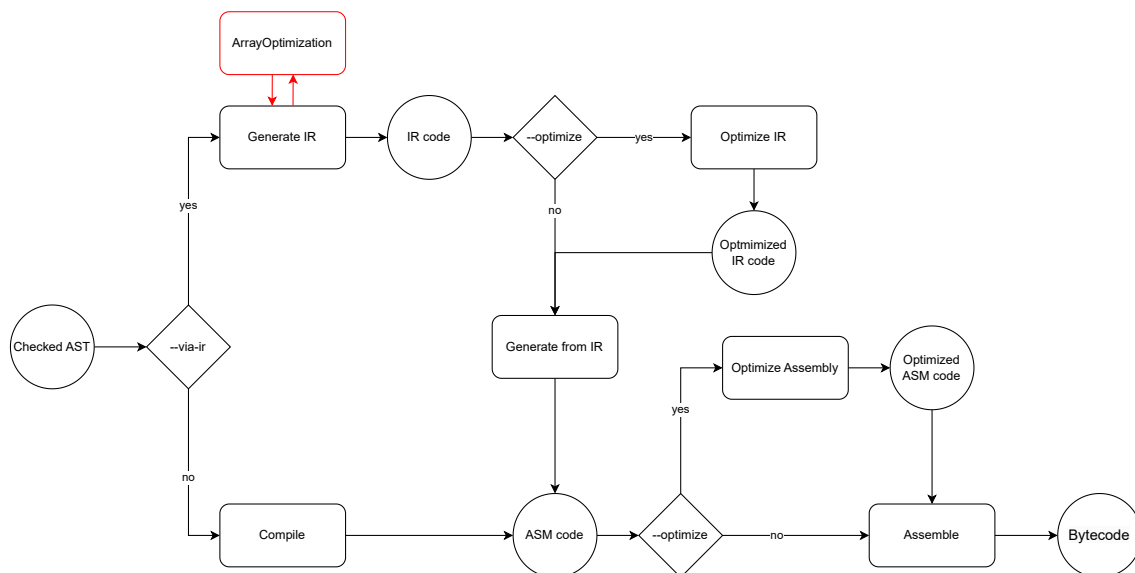 ArrayOptimization
Generate IR
IR code
--optimize
yes
Optimize IR
yes
no
Optmimized
IR code
Checked AST
--via-ir
Generate from IR
Optimize Assembly
Optimized
ASM code
yes
no
Compile
ASM code
--optimize
no
Assemble
Bytecode